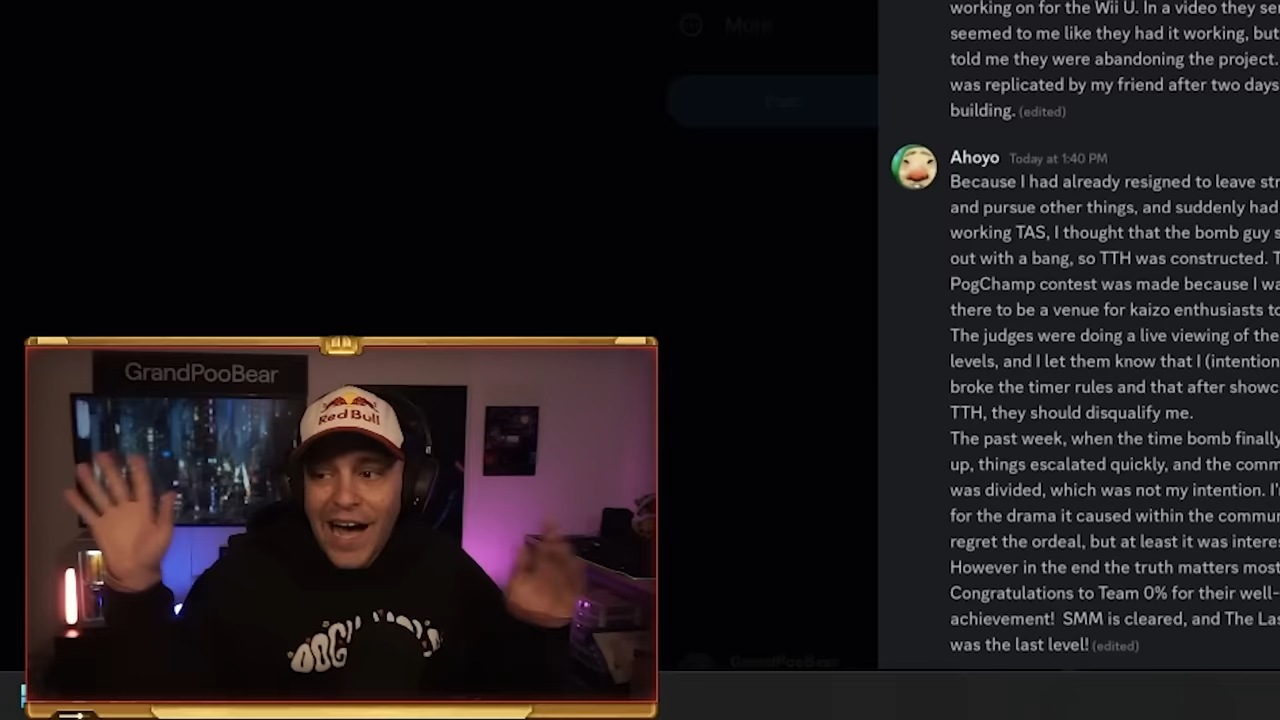 More
Post
working on for the Wii U. In a video they se
seemed to me like they had it working, but
told me they were abandoning the project.
was replicated by my friend after two days
building. (edited)
Ahoyo Today at 1:40 PM
Because I had already resigned to leave str
and pursue other things, and suddenly had
working TAS, I thought that the bomb guy s
out with a bang, so TTH was constructed. T
PogChamp contest was made because I wa
there to be a venue for kaizo enthusiasts to
The judges were doing a live viewing of the
levels, and I let them know that I (intention
broke the timer rules and that after showc
TTH, they should disqualify me.
The past week, when the time bomb finally
up, things escalated quickly, and the comm
was divided, which was not my intention. I'
for the drama it caused within the commun
regret the ordeal, but at least it was intere
However in the end the truth matters most
Congratulations to Team 0% for their well-
achievement! SMM is cleared, and The Las
was the last level! (edited)
GrandPooBear
Red Bull
GrandPooBear